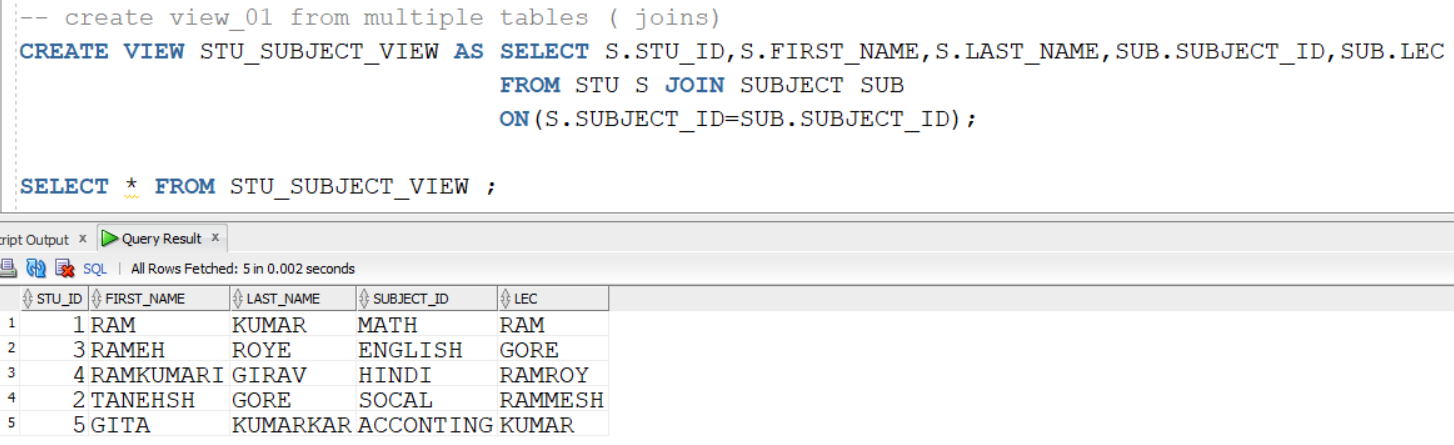 -- create view_01 from multiple tables ( joins)
CREATE VIEW STU_SUBJECT_VIEW AS SELECT S.STU_ID,S.FIRST_NAME,S.LAST_NAME,SUB.SUBJECT_ID,SUB.LEC
FROM STU S JOIN SUBJECT SUB
ON(S.SUBJECT_ID=SUB.SUBJECT_ID);
SELECT * FROM STU_SUBJECT_VIEW ;
cript Output x Query Result x
SQL | All Rows Fetched: 5 in 0.002 seconds
STU_ID FIRST_NAME LAST_NAME SUBJECT_ID LEC
1 1 RAM KUMAR MATH RAM
2 3 RAMEH ROYE ENGLISH GORE
3 4 RAMKUMARI GIRAV HINDI RAMROY
4 2 TANEHSH GORE SOCAL RAMMESH
5 5 GITA KUMARKAR ACCONTING KUMAR